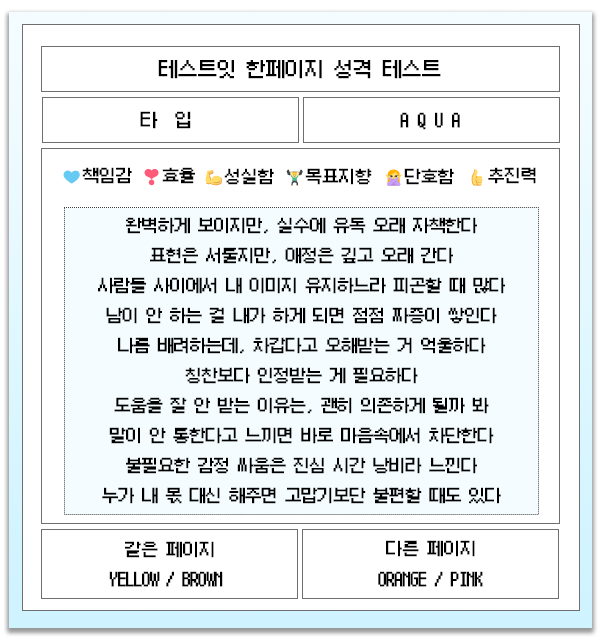 테스트잇 한페이지 성격 테스트
타 입
AQUA
🩵책임감 ❣️효율 💪성실함 🏋️목표지향 🙅‍♀️단호함 👍추진력
완벽하게 보이지만, 실수에 유독 오래 자책한다
표현은 서툴지만, 애정은 깊고 오래 간다
사람들 사이에서 내 이미지 유지하느라 피곤할 때 많다
남이 안 하는 걸 내가 하게 되면 점점 짜증이 쌓인다
나름 배려하는데, 차갑다고 오해받는 거 억울하다
칭찬보다 인정받는 게 필요하다
도움을 잘 안 받는 이유는, 괜히 의존하게 될까 봐
말이 안 통한다고 느끼면 바로 마음속에서 차단한다
불필요한 감정 싸움은 진심 시간 낭비라 느낀다
누가 내 몫 대신 해주면 고맙기보단 불편할 때도 있다
같은 페이지
YELLOW / BROWN
다른 페이지
ORANGE / PINK